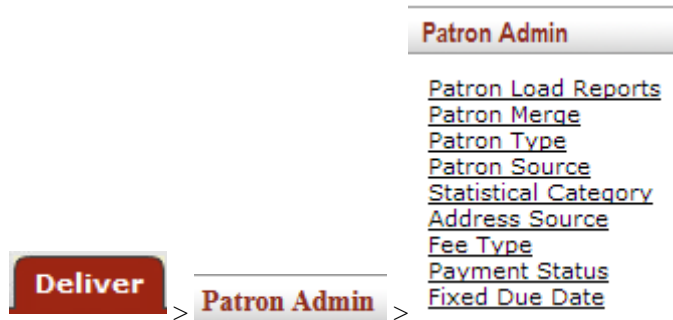 Patron Admin
Patron Load Reports
Patron Merge
Patron Type
Patron Source
Statistical Category
Address Source
Fee Type
Payment Status
Deliver > Patron Admin > Fixed Due Date